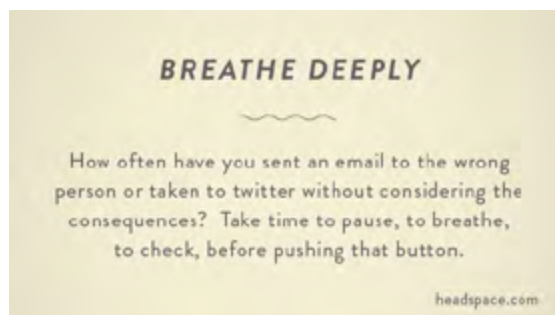 BREATHE DEEPLY
How often have you sent an email to the wrong
person or taken to twitter without considering the
consequences? Take time to pause, to breathe,
to check, before pushing that button.
headspace.com